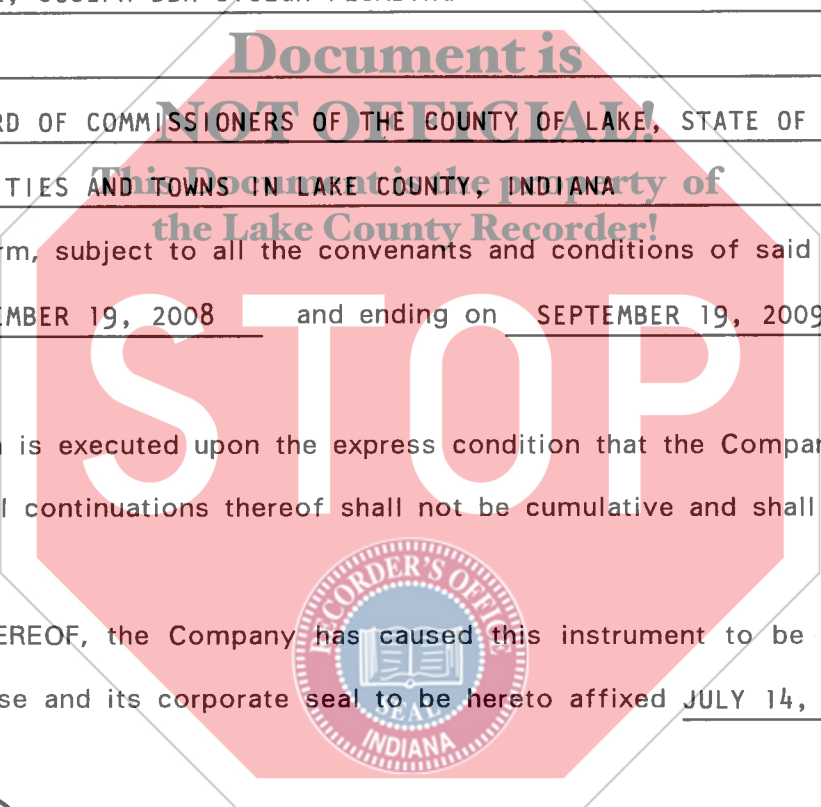 Document is
NOT OFFICIAL!
RD OF COMMISSIONERS OF THE COUNTY OF LAKE, STATE OF
This Document is the property of
TIES AND TOWNS IN LAKE COUNTY, INDIANA
the Lake County Recorder!
rm, subject to all the convenants and conditions of said
EMBER 19, 2008 and ending on SEPTEMBER 19, 2009
STOP
is executed upon the express condition that the Compan
continuations thereof shall not be cumulative and shall
EREOF, the Company has caused this instrument to be
se and its corporate seal to be hereto affixed JULY 14,
RECORDER'S OFFICE
SEAL
INDIANA